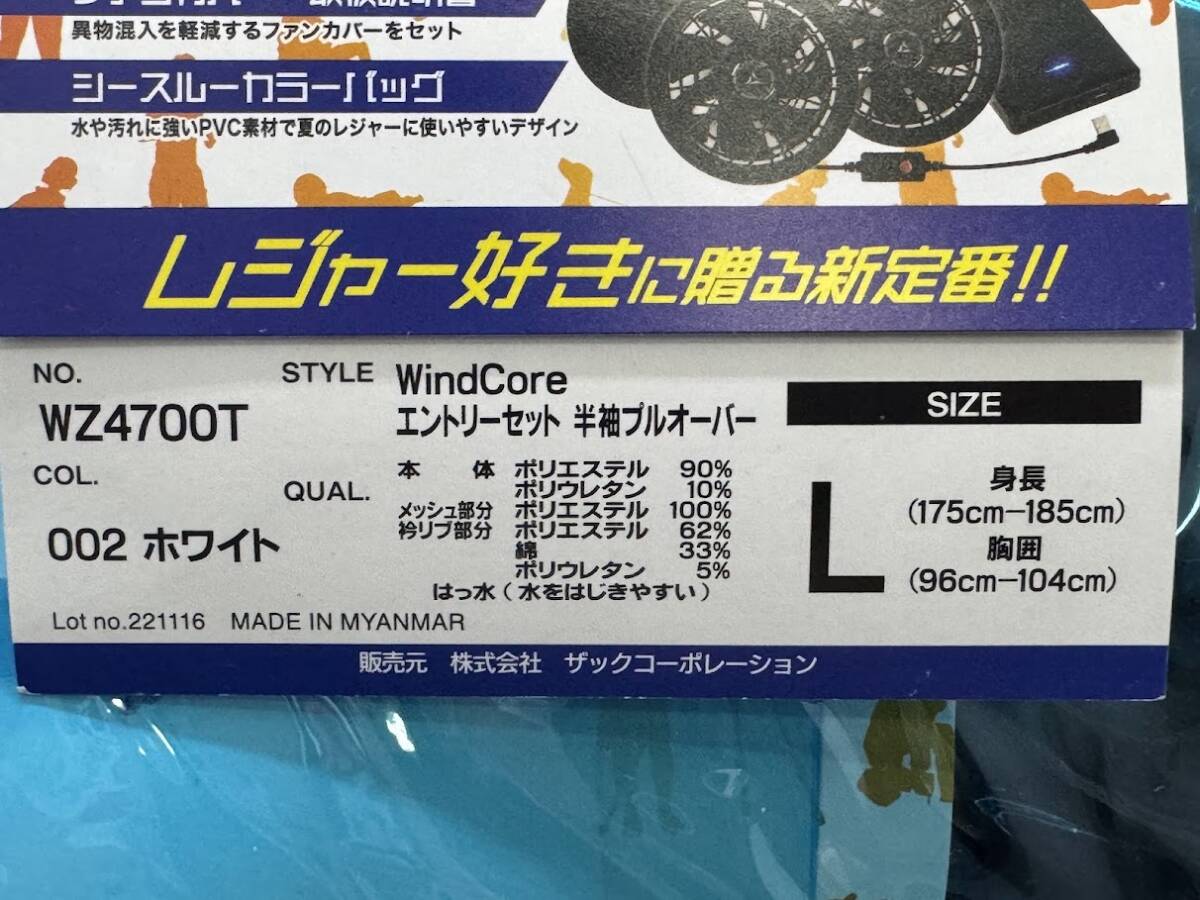 異物混入を軽減するファンカバーをセット
シースルーカラーバッグ
水や汚れに強いPVC素材で夏のレジャーに使いやすいデザイン
レジャー好きに贈る新定番!!
NO. STYLE WindCore
WZ4700T エントリーセット 半袖プルオーバー
SIZE
COL. QUAL.
002 ホワイト
本 体 ポリエステル 90%
ポリウレタン 10%
メッシュ部分 ポリエステル 100%
衿リブ部分 ポリエステル 62%
綿 33%
ポリウレタン 5%
はっ水(水をはじきやすい)
L
身長
(175cm-185cm)
胸囲
(96cm-104cm)
Lot no.221116 MADE IN MYANMAR
販売元 株式会社 ザックコーポレーション